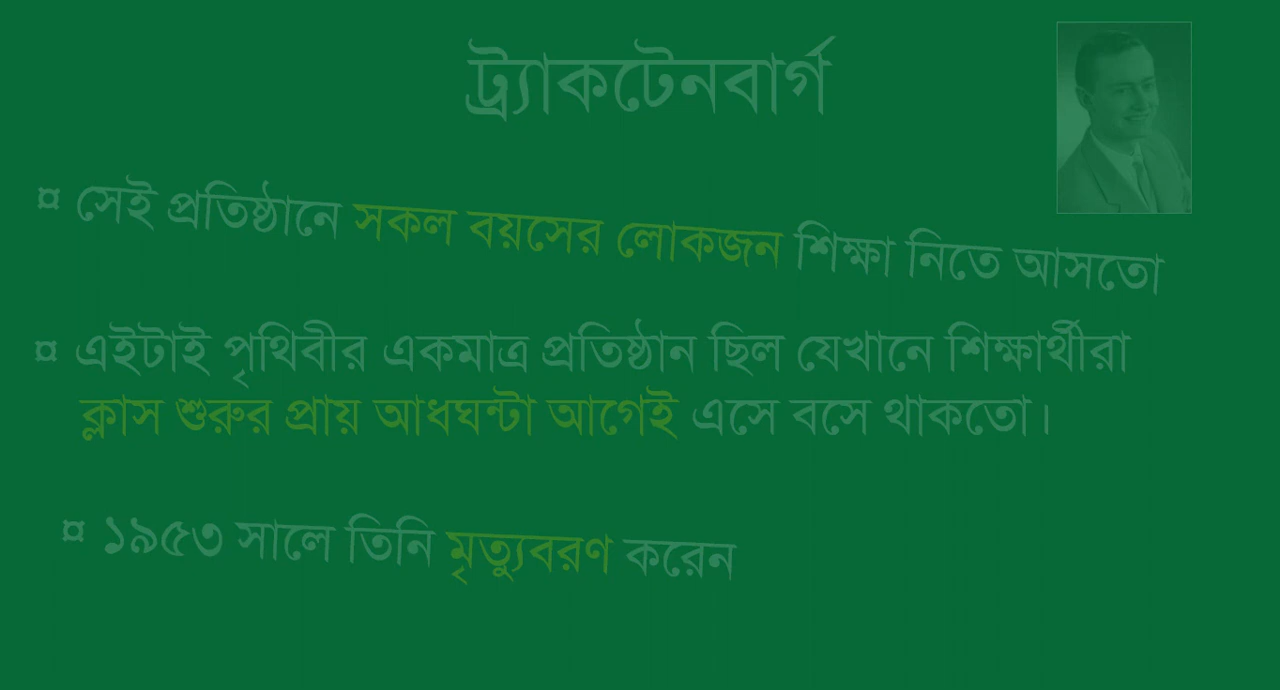 ট্র্যাকটেনবার্গ
¤ সেই প্রতিষ্ঠানে সকল বয়সের লোকজন শিক্ষা নিতে আসতো
¤ এইটাই পৃথিবীর একমাত্র প্রতিষ্ঠান ছিল যেখানে শিক্ষার্থীরা
ক্লাস শুরুর প্রায় আধঘন্টা আগেই এসে বসে থাকতো।
¤ ১৯৫৩ সালে তিনি মৃত্যুবরণ করেন